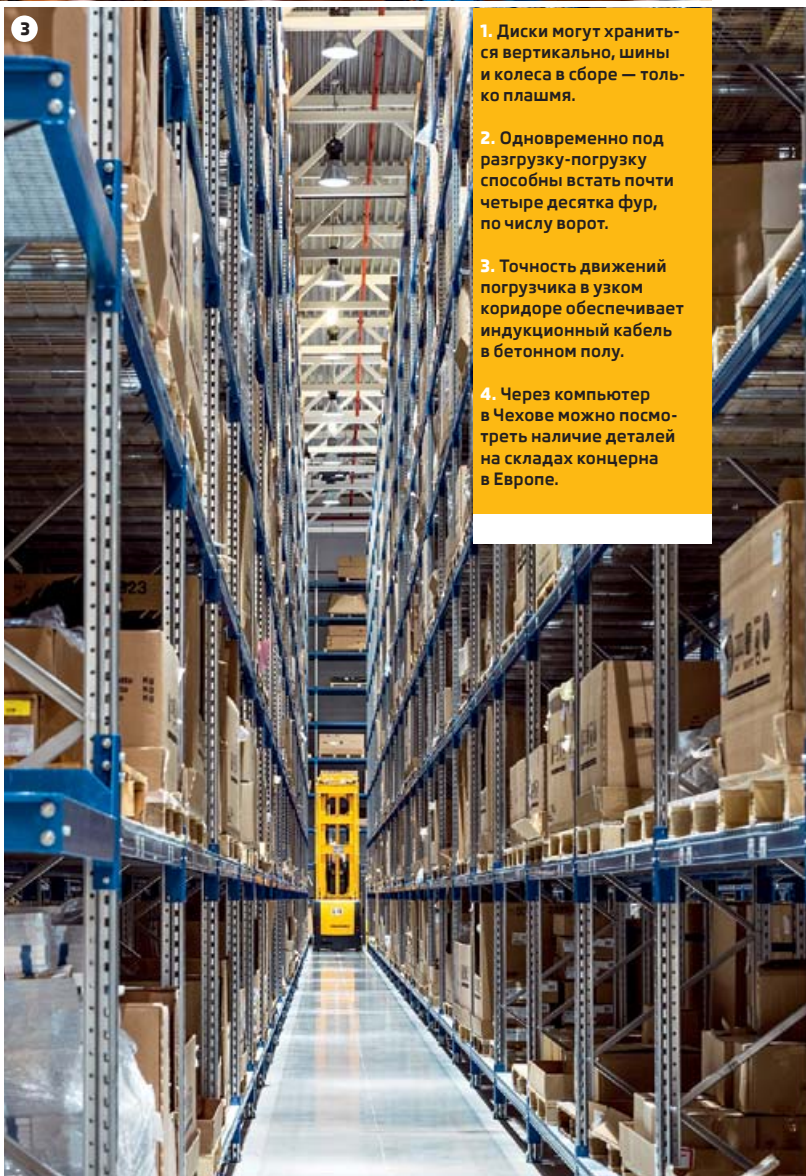 3
1. Диски могут хранить-
ся вертикально, шины
и колеса в сборе — толь-
ко плашмя.
2. Одновременно под
разгрузку-погрузку
способны встать почти
четыре десятка фур,
по числу ворот.
3. Точность движений
погрузчика в узком
коридоре обеспечивает
индукционный кабель
в бетонном полу.
4. Через компьютер
в Чехове можно посмо-
треть наличие деталей
на складах концерна
в Европе.